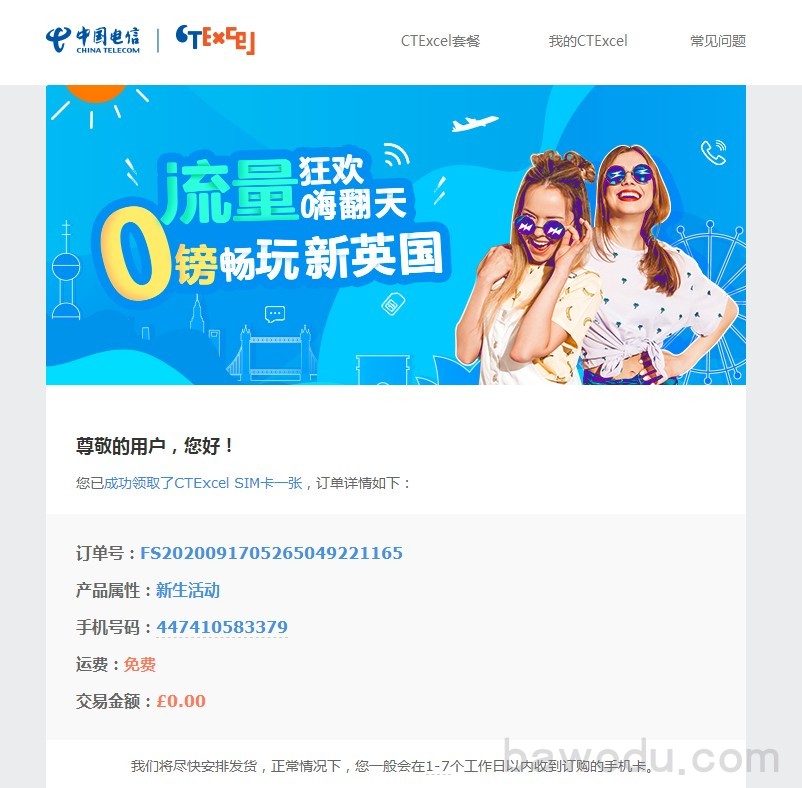 中国电信
CHINA TELECOM
CTExcel
CTExcel套餐
我的CTExcel
常见问题
流量狂欢
嗨翻天
0镑畅玩新英国
尊敬的用户，您好！
您已成功领取了CTExcel SIM卡一张，订单详情如下：
订单号：FS2020091705265049221165
产品属性：新生活动
手机号码：447410583379
运费：免费
交易金额：£0.00
我们将尽快安排发货，正常情况下，您一般会在1-7个工作日以内收到订购的手机卡。
bawodu.com